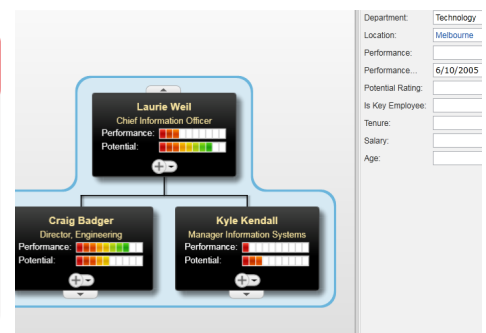 Laurie Weil
Chief Information Officer
Performance:
Potential:
Craig Badger
Director, Engineering
Performance:
Potential:
Kyle Kendall
Manager Information Systems
Performance:
Potential:
Department: Technology
Location: Melbourne
Performance:
Performance... 6/10/2005
Potential Rating:
Is Key Employee:
Tenure:
Salary:
Age: